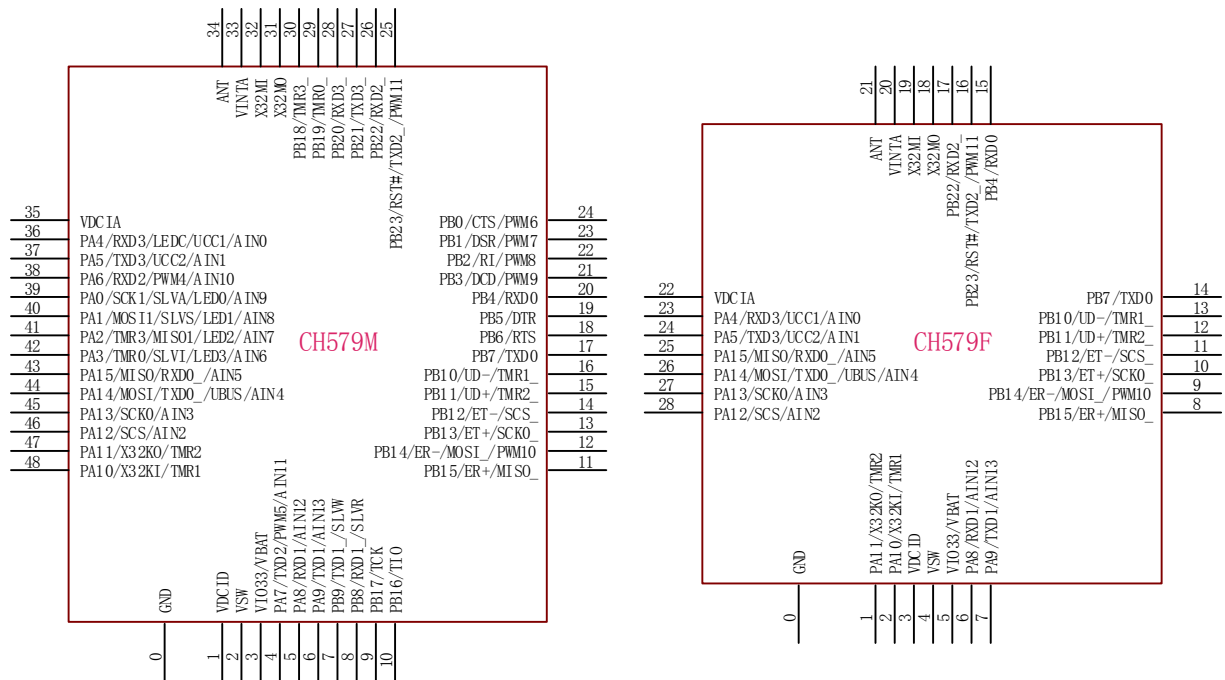 34 33 32 31 30 29 28 27 26 25
ANT
VINTA
X32MI
X32MO
PB18/TMR3_
PB19/TMR0_
PB20/RXD3_
PB21/TXD3_
PB22/RXD2_
PB23/RST#/TXD2_/PWM11
35 VDCIA
36 PA4/RXD3/LEDC/UCC1/AIN0
37 PA5/TXD3/UCC2/AIN1
38 PA6/RXD2/PWM4/AIN10
39 PA0/SCK1/SLVA/LED0/AIN9
40 PA1/MOSI1/SLVS/LED1/AIN8
41 PA2/TMR3/MISO1/LED2/AIN7
42 PA3/TMR0/SLVI/LED3/AIN6
43 PA15/MISO/RXD0_/AIN5
44 PA14/MOSI/TXD0_/UBUS/AIN4
45 PA13/SCK0/AIN3
46 PA12/SCS/AIN2
47 PA11/X32KO/TMR2
48 PA10/X32KI/TMR1
CH579M
PB0/CTS/PWM6 24
PB1/DSR/PWM7 23
PB2/RI/PWM8 22
PB3/DCD/PWM9 21
PB4/RXD0 20
PB5/DTR 19
PB6/RTS 18
PB7/TXD0 17
PB10/UD-/TMR1_ 16
PB11/UD+/TMR2_ 15
PB12/ET-/SCS_ 14
PB13/ET+/SCK0_ 13
PB14/ER-/MOSI_/PWM10 12
PB15/ER+/MISO_ 11
GND
VDCID
VSW
VIO33/VBAT
PA7/TXD2/PWM5/AIN11
PA8/RXD1/AIN12
PA9/TXD1/AIN13
PB9/TXD1_/SLVW
PB8/RXD1_/SLVR
PB17/TCK
PB16/TIO
0 1 2 3 4 5 6 7 8 9 10
21 20 19 18 17 16 15
ANT
VINTA
X32MI
X32MO
PB22/RXD2_
PB23/RST#/TXD2_/PWM11
PB4/RXD0
22 VDCIA
23 PA4/RXD3/UCC1/AIN0
24 PA5/TXD3/UCC2/AIN1
25 PA15/MISO/RXD0_/AIN5
26 PA14/MOSI/TXD0_/UBUS/AIN4
27 PA13/SCK0/AIN3
28 PA12/SCS/AIN2
CH579F
PB7/TXD0 14
PB10/UD-/TMR1_ 13
PB11/UD+/TMR2_ 12
PB12/ET-/SCS_ 11
PB13/ET+/SCK0_ 10
PB14/ER-/MOSI_/PWM10 9
PB15/ER+/MISO_ 8
GND
PA11/X32KO/TMR2
PA10/X32KI/TMR1
VDCID
VSW
VIO33/VBAT
PA8/RXD1/AIN12
PA9/TXD1/AIN13
0 1 2 3 4 5 6 7